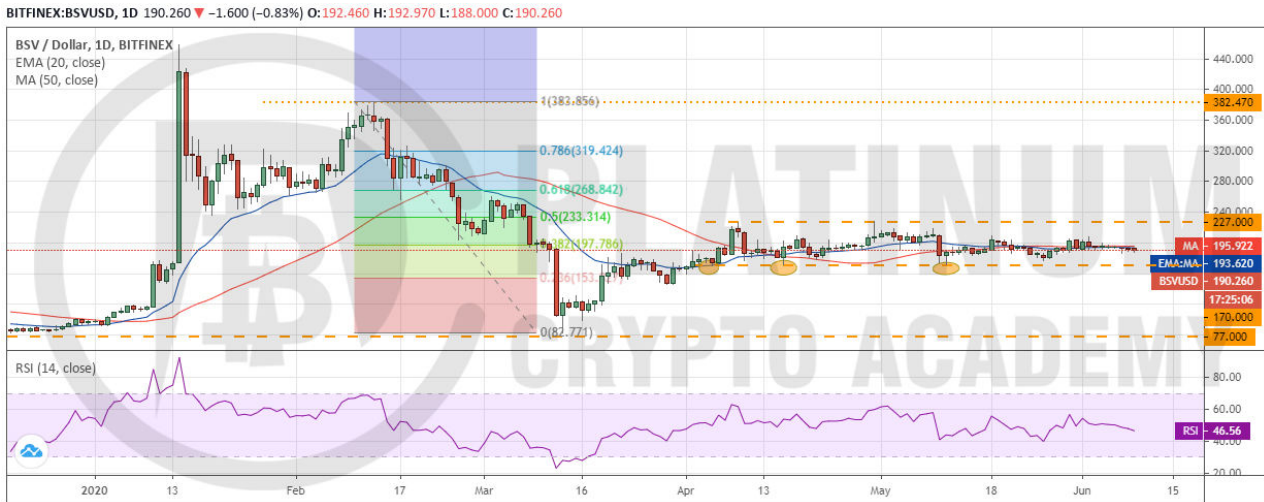 BITFINEX:BSVUSD, 1D 190.260 ▼ −1.600 (−0.83%) O:192.460 H:192.970 L:188.000 C:190.260
BSV / Dollar, 1D, BITFINEX
EMA (20, close)
MA (50, close)
440.000
400.000
1(383.856)
382.470
360.000
0.786(319.424)
320.000
0.618(268.842)
280.000
240.000
0.5(233.314)
227.000
0.382(197.786)
MA 195.922
EMA:MA 193.620
BSVUSD 190.260
17:25:06
170.000
0(82.771)
77.000
PLATINUM
CRYPTO ACADEMY
RSI (14, close)
80.00
60.00
RSI 46.56
40.00
20.00
2020 13 Feb 17 Mar 16 Apr 13 May 18 Jun 15